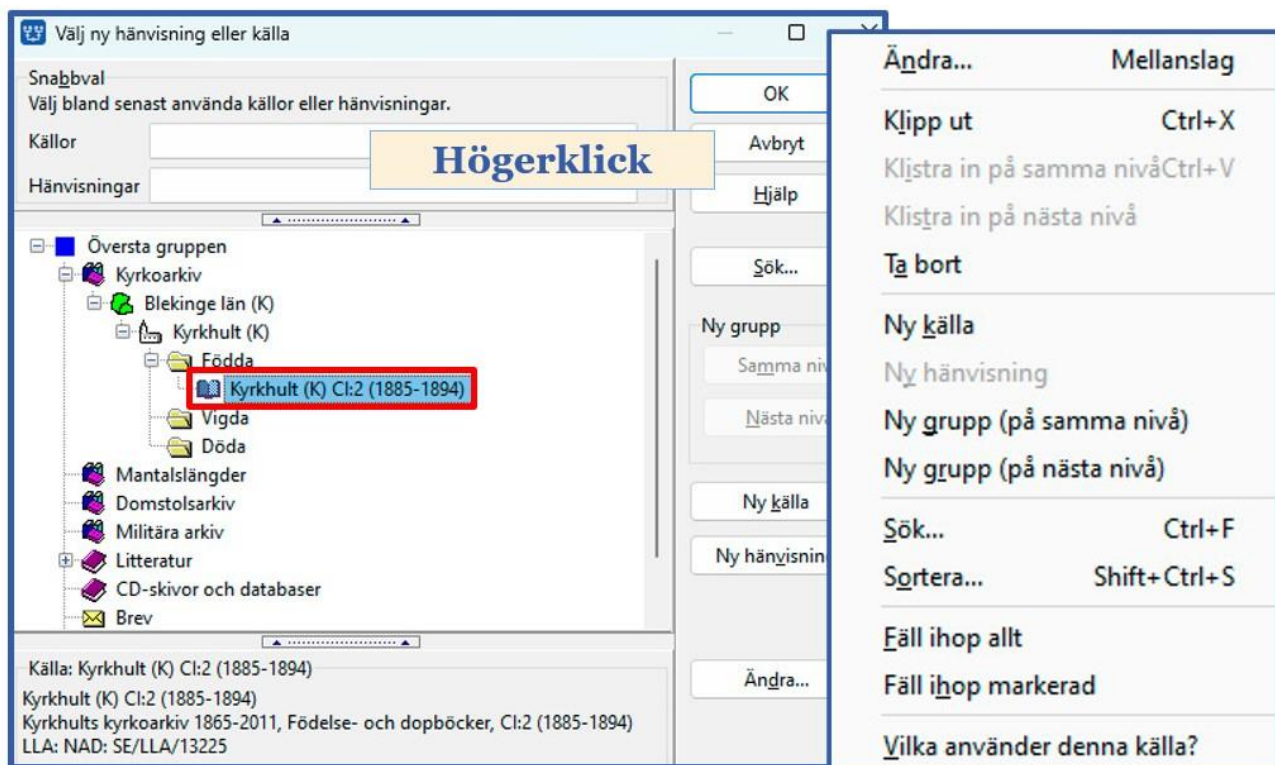 Välj ny hänvisning eller källa
Snabbval
Välj bland senast använda källor eller hänvisningar.
Källor
Hänvisningar
Högerklick
OK
Avbryt
Hjälp
Sök...
Ny grupp
Samma niv
Nästa niv
Ny källa
Ny hänvisnin
Ändra...
Översta gruppen
Kyrkoarkiv
Blekinge län (K)
Kyrkhult (K)
Födda
Kyrkhult (K) CI:2 (1885-1894)
Vigda
Döda
Mantalslängder
Domstolsarkiv
Militära arkiv
Litteratur
CD-skivor och databaser
Brev
Källa: Kyrkhult (K) CI:2 (1885-1894)
Kyrkhult (K) CI:2 (1885-1894)
Kyrkhults kyrkoarkiv 1865-2011, Födelse- och dopböcker, CI:2 (1885-1894)
LLA: NAD: SE/LLA/13225
Ändra... Mellanslag
Klipp ut Ctrl+X
Klistra in på samma nivåCtrl+V
Klistra in på nästa nivå
Ta bort
Ny källa
Ny hänvisning
Ny grupp (på samma nivå)
Ny grupp (på nästa nivå)
Sök... Ctrl+F
Sortera... Shift+Ctrl+S
Fäll ihop allt
Fäll ihop markerad
Vilka använder denna källa?